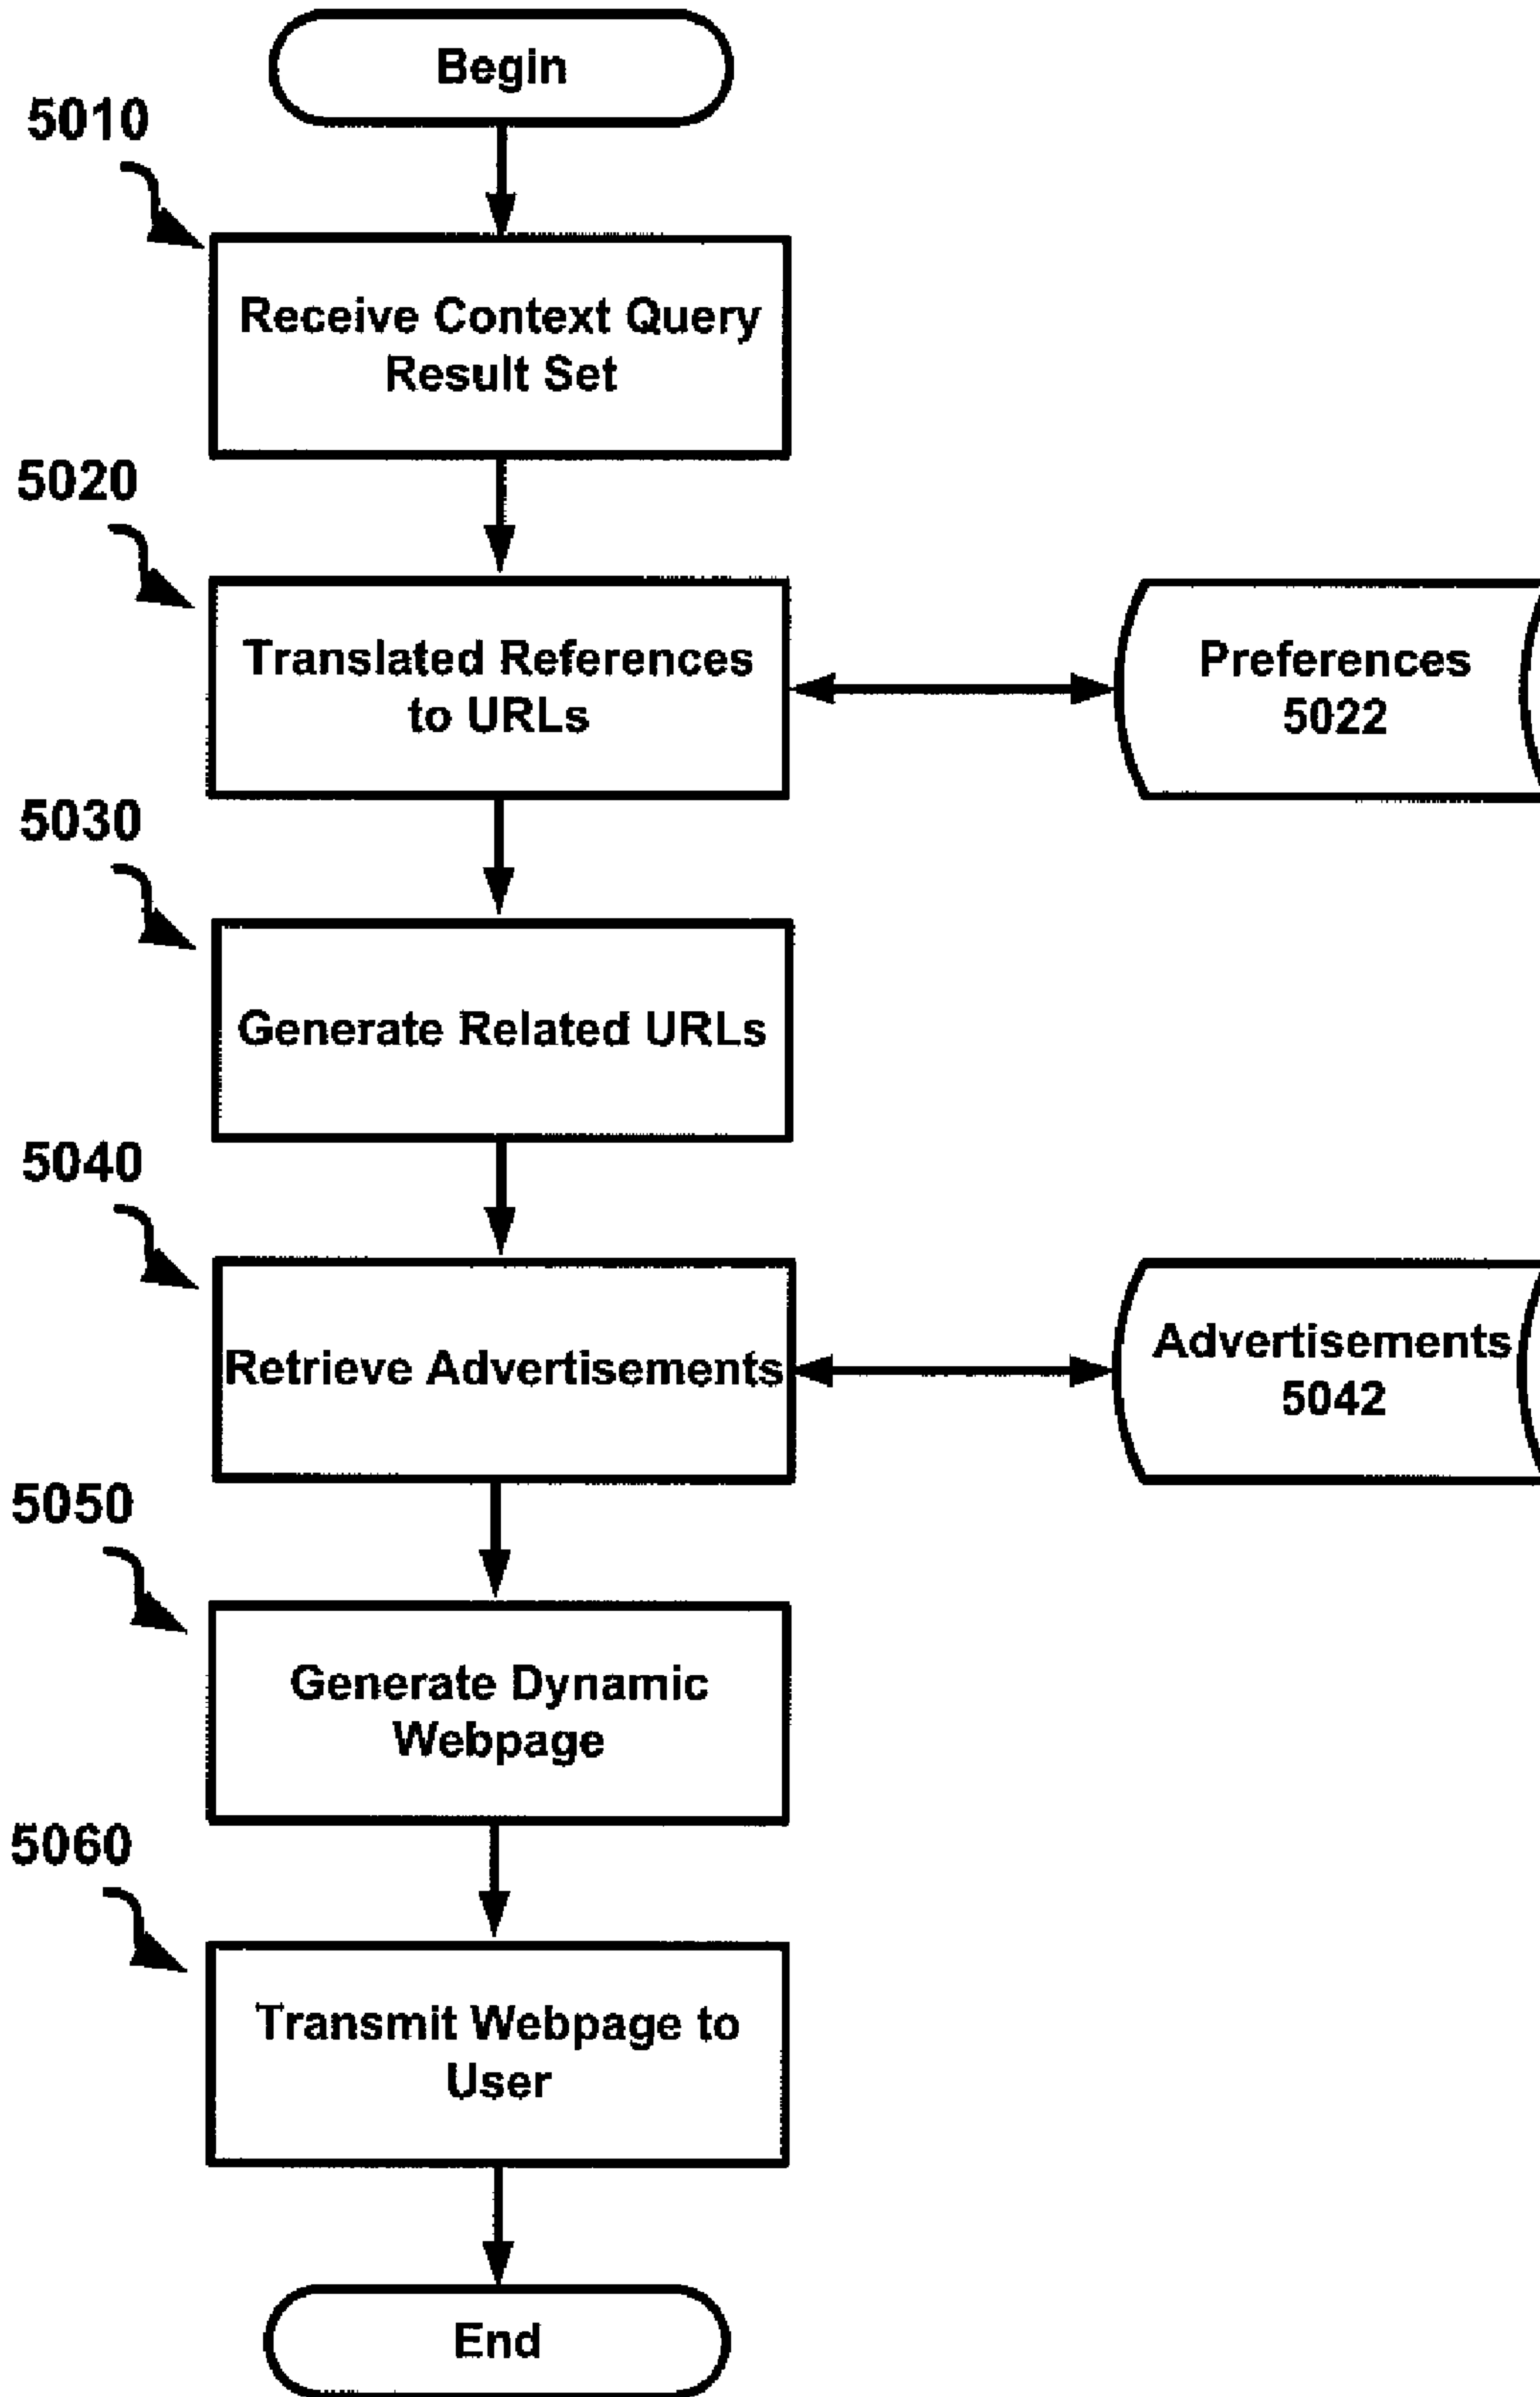 Begin
5010
Receive Context Query
Result Set
5020
Translated References
to URLs
Preferences
5022
5030
Generate Related URLs
5040
Retrieve Advertisements
Advertisements
5042
5050
Generate Dynamic
Webpage
5060
Transmit Webpage to
User
End